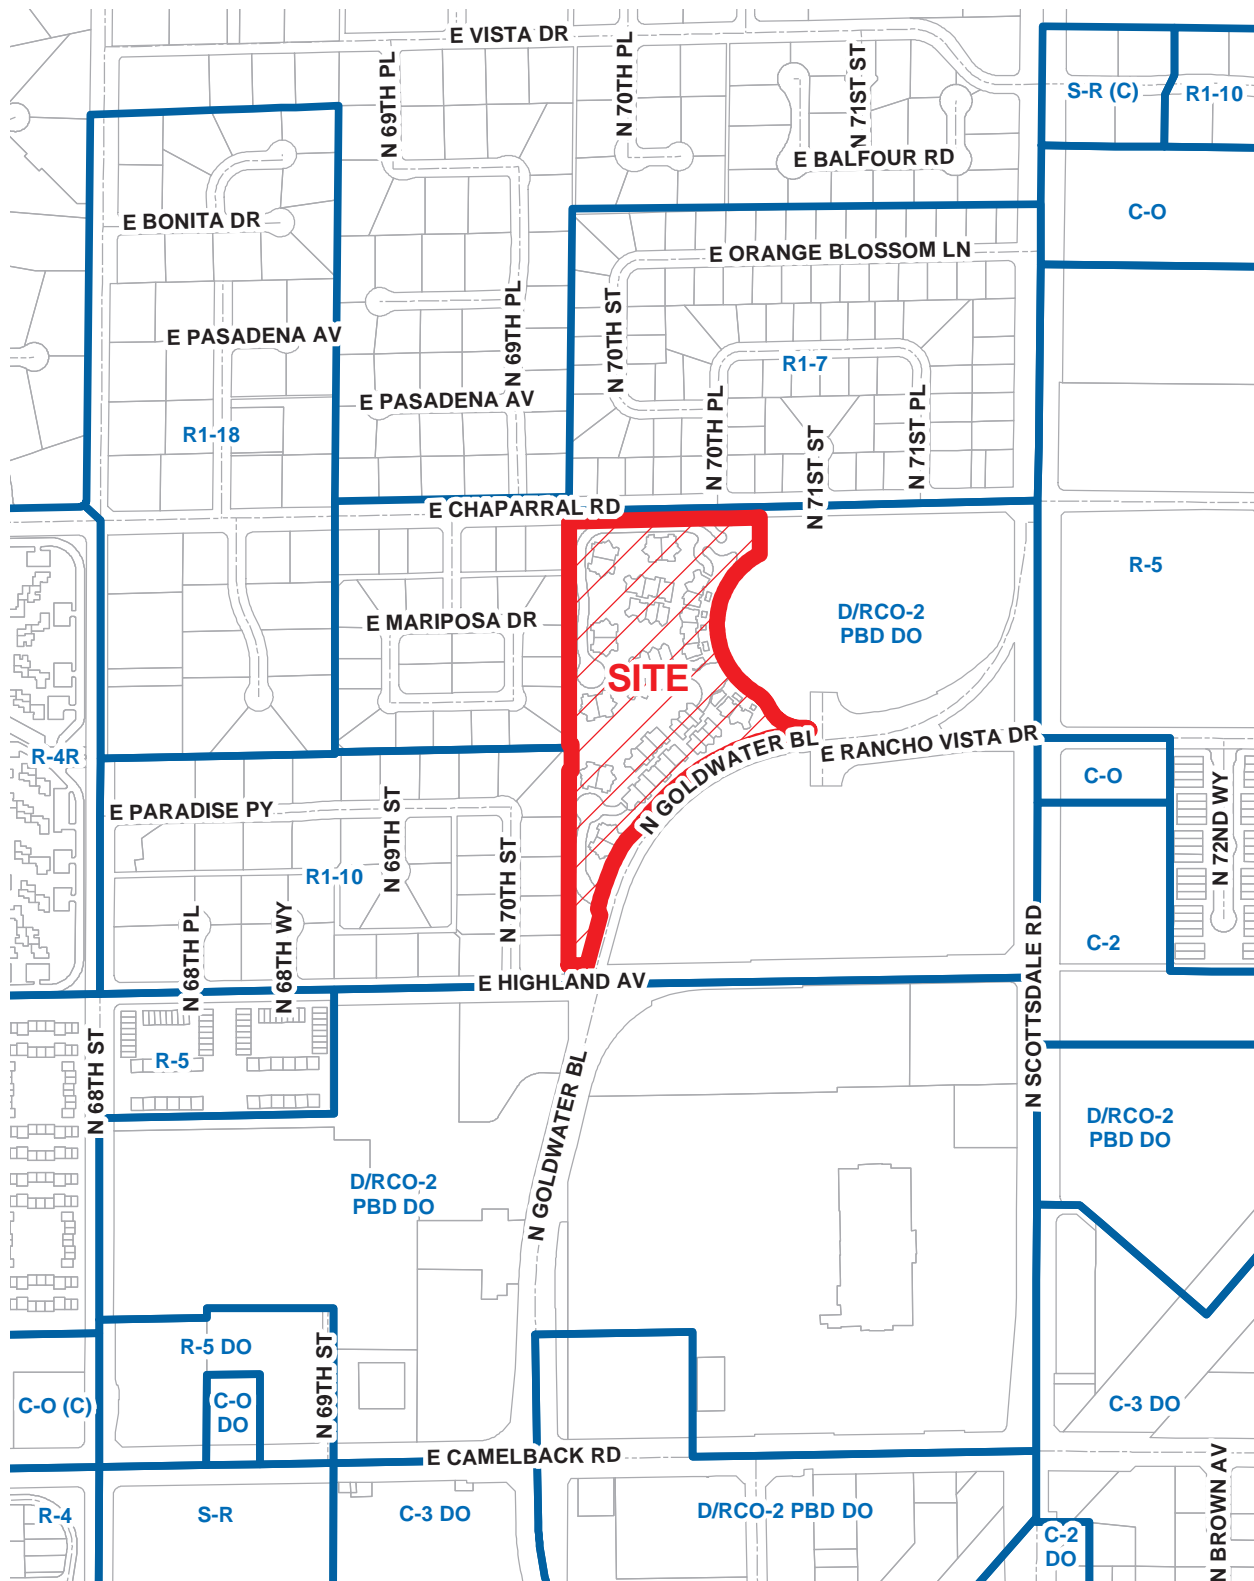 E VISTA DR
N 69TH PL
N 70TH PL
N 71ST ST
S-R (C)
R1-10
E BALFOUR RD
C-O
E BONITA DR
E ORANGE BLOSSOM LN
N 69TH PL
N 70TH ST
E PASADENA AV
R1-7
E PASADENA AV
N 70TH PL
N 71ST ST
N 71ST PL
R1-18
E CHAPARRAL RD
R-5
D/RCO-2
PBD DO
E MARIPOSA DR
SITE
R-4R
N GOLDWATER BL
E RANCHO VISTA DR
C-O
N 72ND WY
E PARADISE PY
N 69TH ST
R1-10
N 70TH ST
N 68TH PL
N 68TH WY
C-2
E HIGHLAND AV
N SCOTTSDALE RD
N 68TH ST
R-5
N GOLDWATER BL
D/RCO-2
PBD DO
D/RCO-2
PBD DO
R-5 DO
N 69TH ST
C-O (C)
C-O
DO
C-3 DO
E CAMELBACK RD
N BROWN AV
R-4
S-R
C-3 DO
D/RCO-2 PBD DO
C-2
DO